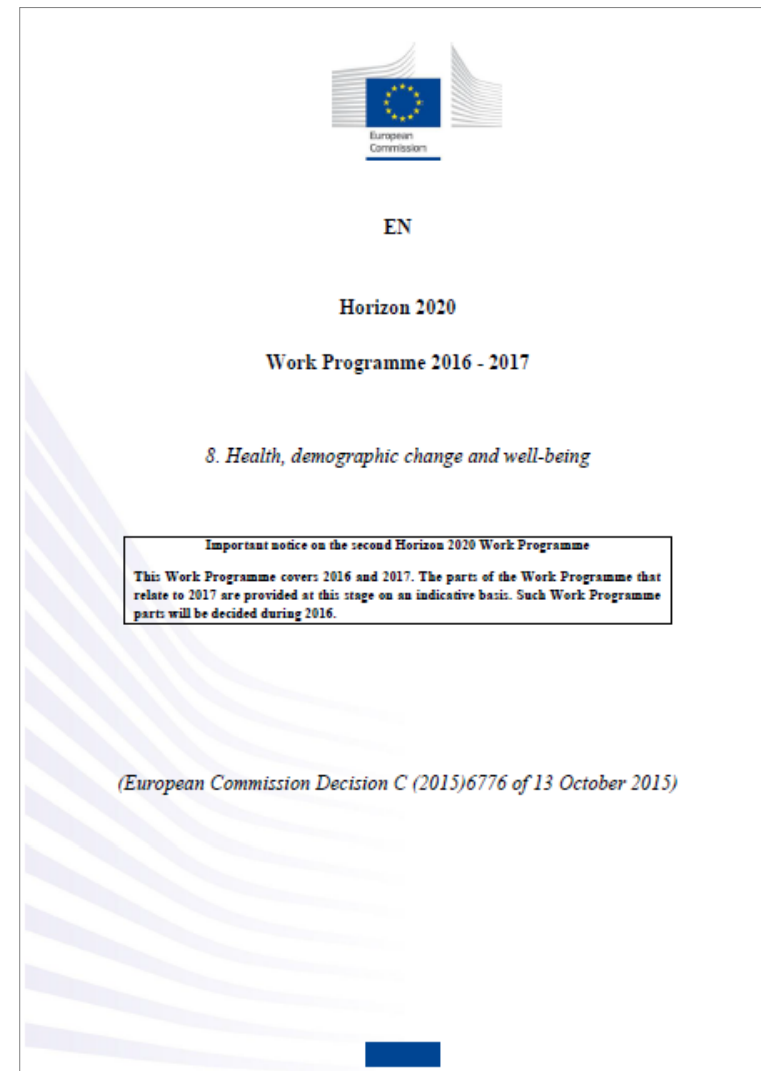 European
Commission
EN
Horizon 2020
Work Programme 2016 - 2017
8. Health, demographic change and well-being
Important notice on the second Horizon 2020 Work Programme
This Work Programme covers 2016 and 2017. The parts of the Work Programme that
relate to 2017 are provided at this stage on an indicative basis. Such Work Programme
parts will be decided during 2016.
(European Commission Decision C (2015)6776 of 13 October 2015)